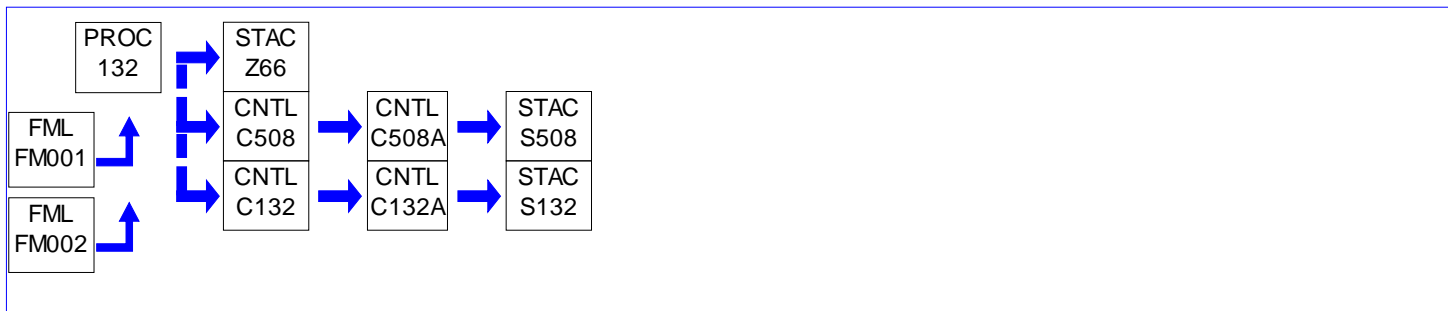 PROC
132
STAC
Z66
CNTL
C508
CNTL
C508A
STAC
S508
FML
FM001
CNTL
C132
CNTL
C132A
STAC
S132
FML
FM002